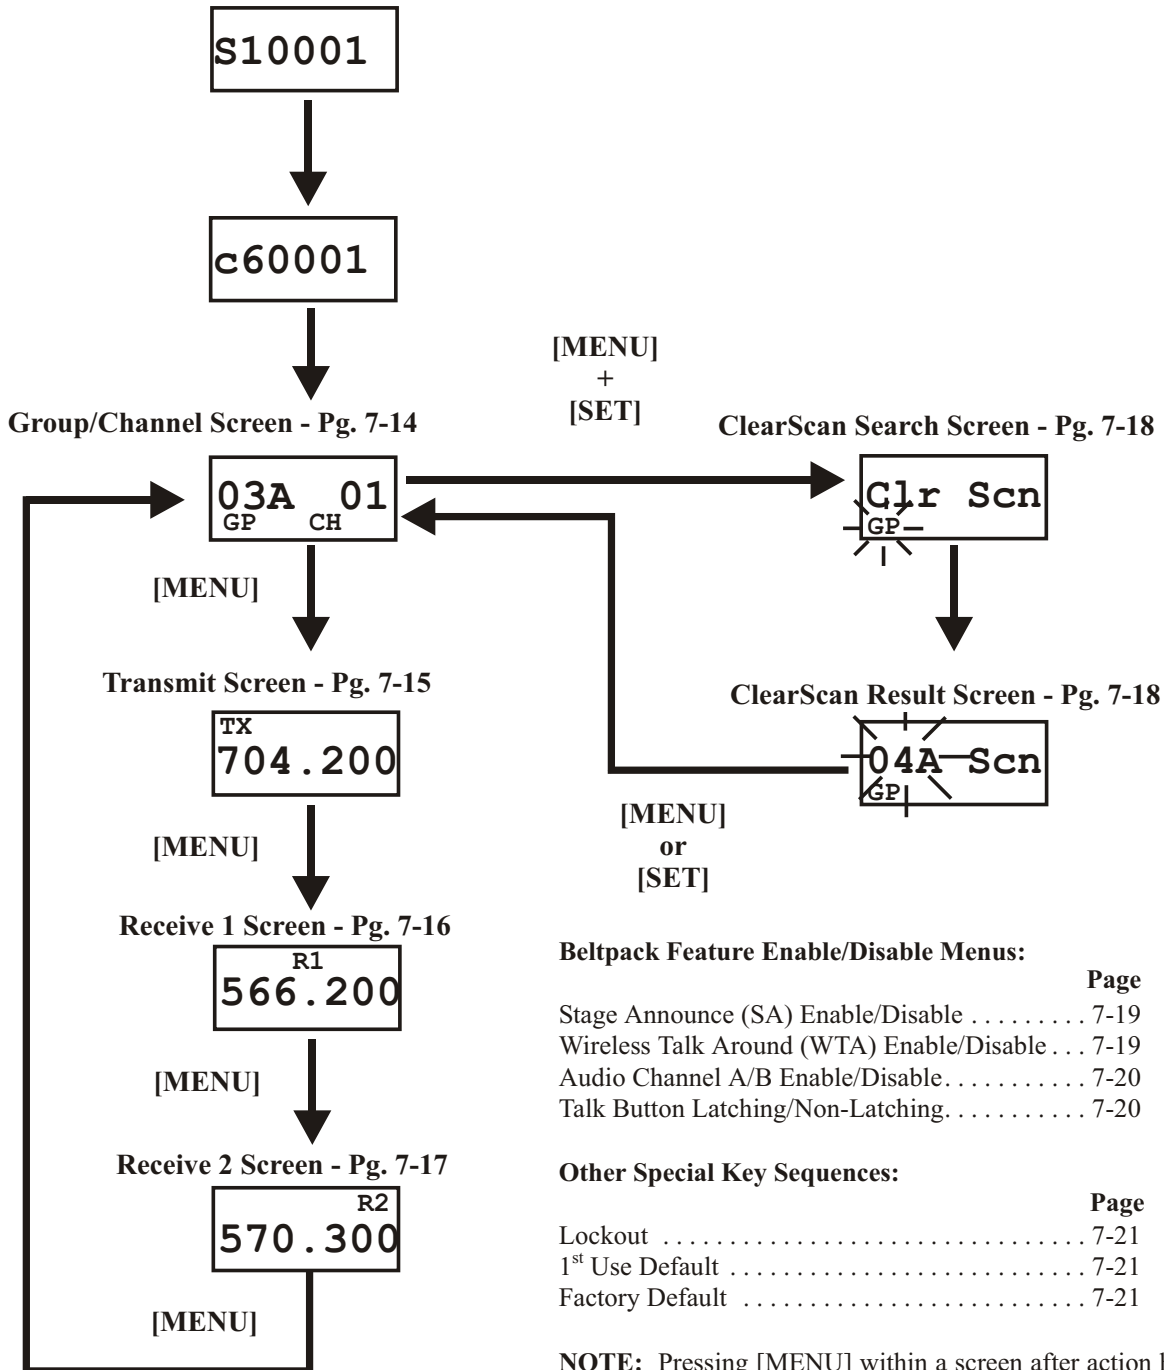 S10001
c60001
[MENU]
+
[SET]
Group/Channel Screen - Pg. 7-14
ClearScan Search Screen - Pg. 7-18
03A 01
GP CH
Clr Scn
GP
[MENU]
Transmit Screen - Pg. 7-15
ClearScan Result Screen - Pg. 7-18
TX
704.200
04A Scn
GP
[MENU]
[MENU]
or
[SET]
Receive 1 Screen - Pg. 7-16
R1
566.200
[MENU]
Receive 2 Screen - Pg. 7-17
R2
570.300
[MENU]
Beltpack Feature Enable/Disable Menus:
Page
Stage Announce (SA) Enable/Disable . . . . . . . . . 7-19
Wireless Talk Around (WTA) Enable/Disable . . . 7-19
Audio Channel A/B Enable/Disable. . . . . . . . . . . 7-20
Talk Button Latching/Non-Latching. . . . . . . . . . . 7-20
Other Special Key Sequences:
Page
Lockout . . . . . . . . . . . . . . . . . . . . . . . . . . . . . . . . 7-21
1st Use Default . . . . . . . . . . . . . . . . . . . . . . . . . . . 7-21
Factory Default . . . . . . . . . . . . . . . . . . . . . . . . . . 7-21
NOTE: Pressing [MENU] within a screen after action